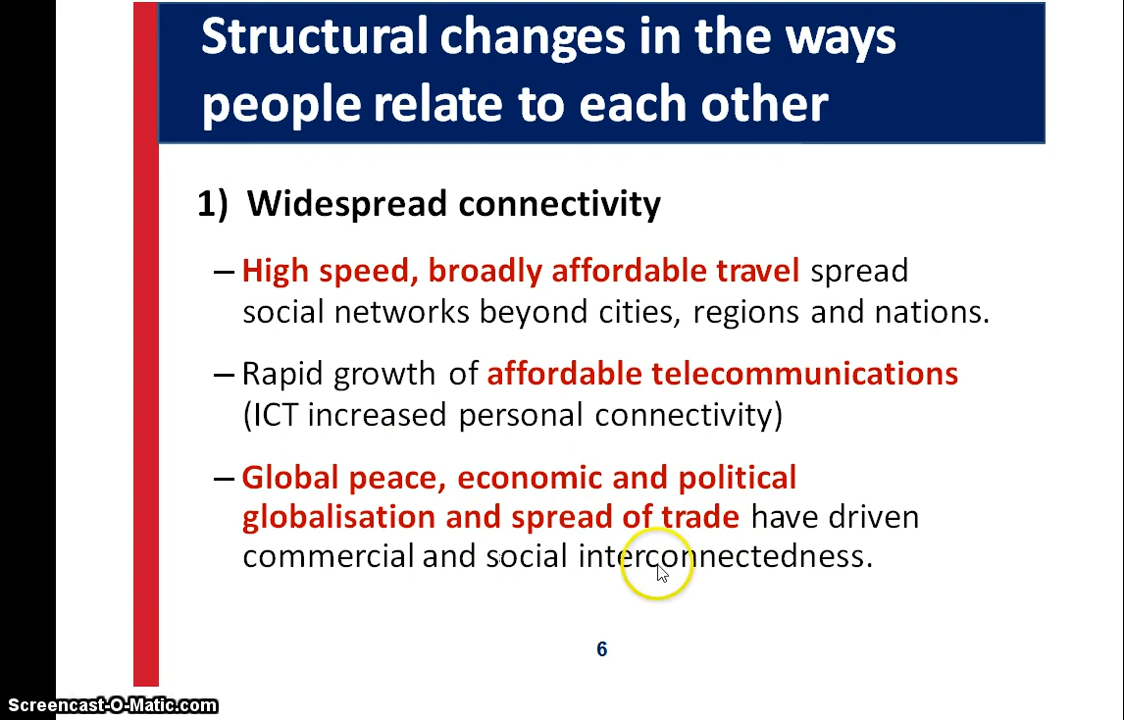 Structural changes in the ways
people relate to each other
1) Widespread connectivity
– High speed, broadly affordable travel spread
social networks beyond cities, regions and nations.
– Rapid growth of affordable telecommunications
(ICT increased personal connectivity)
– Global peace, economic and political
globalisation and spread of trade have driven
commercial and social interconnectedness.
6
Screencast-O-Matic.com